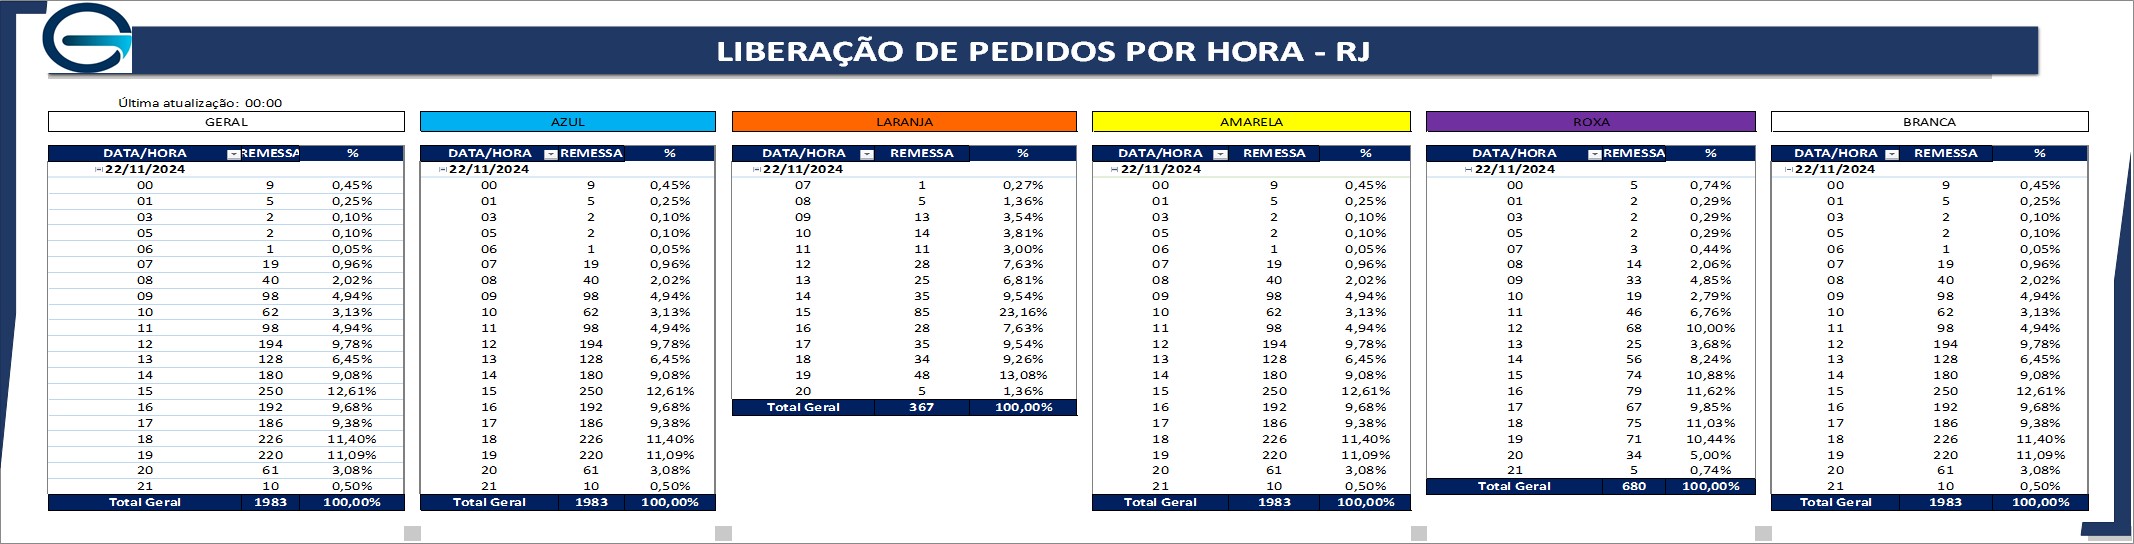 LIBERAÇÃO DE PEDIDOS POR HORA - RJ
Última atualização: 00:00
GERAL
DATA/HORA REMESSA %
22/11/2024
00 9 0,45%
01 5 0,25%
03 2 0,10%
05 2 0,10%
06 1 0,05%
07 19 0,96%
08 40 2,02%
09 98 4,94%
10 62 3,13%
11 98 4,94%
12 194 9,78%
13 128 6,45%
14 180 9,08%
15 250 12,61%
16 192 9,68%
17 186 9,38%
18 226 11,40%
19 220 11,09%
20 61 3,08%
21 10 0,50%
Total Geral 1983 100,00%
AZUL
DATA/HORA REMESSA %
22/11/2024
00 9 0,45%
01 5 0,25%
03 2 0,10%
05 2 0,10%
06 1 0,05%
07 19 0,96%
08 40 2,02%
09 98 4,94%
10 62 3,13%
11 98 4,94%
12 194 9,78%
13 128 6,45%
14 180 9,08%
15 250 12,61%
16 192 9,68%
17 186 9,38%
18 226 11,40%
19 220 11,09%
20 61 3,08%
21 10 0,50%
Total Geral 1983 100,00%
LARANJA
DATA/HORA REMESSA %
22/11/2024
07 1 0,27%
08 5 1,36%
09 13 3,54%
10 14 3,81%
11 11 3,00%
12 28 7,63%
13 25 6,81%
14 35 9,54%
15 85 23,16%
16 28 7,63%
17 35 9,54%
18 34 9,26%
19 48 13,08%
20 5 1,36%
Total Geral 367 100,00%
AMARELA
DATA/HORA REMESSA %
22/11/2024
00 9 0,45%
01 5 0,25%
03 2 0,10%
05 2 0,10%
06 1 0,05%
07 19 0,96%
08 40 2,02%
09 98 4,94%
10 62 3,13%
11 98 4,94%
12 194 9,78%
13 128 6,45%
14 180 9,08%
15 250 12,61%
16 192 9,68%
17 186 9,38%
18 226 11,40%
19 220 11,09%
20 61 3,08%
21 10 0,50%
Total Geral 1983 100,00%
ROXA
DATA/HORA REMESSA %
22/11/2024
00 5 0,74%
01 2 0,29%
03 2 0,29%
05 2 0,29%
07 3 0,44%
08 14 2,06%
09 33 4,85%
10 19 2,79%
11 46 6,76%
12 68 10,00%
13 25 3,68%
14 56 8,24%
15 74 10,88%
16 79 11,62%
17 67 9,85%
18 75 11,03%
19 71 10,44%
20 34 5,00%
21 5 0,74%
Total Geral 680 100,00%
BRANCA
DATA/HORA REMESSA %
22/11/2024
00 9 0,45%
01 5 0,25%
03 2 0,10%
05 2 0,10%
06 1 0,05%
07 19 0,96%
08 40 2,02%
09 98 4,94%
10 62 3,13%
11 98 4,94%
12 194 9,78%
13 128 6,45%
14 180 9,08%
15 250 12,61%
16 192 9,68%
17 186 9,38%
18 226 11,40%
19 220 11,09%
20 61 3,08%
21 10 0,50%
Total Geral 1983 100,00%